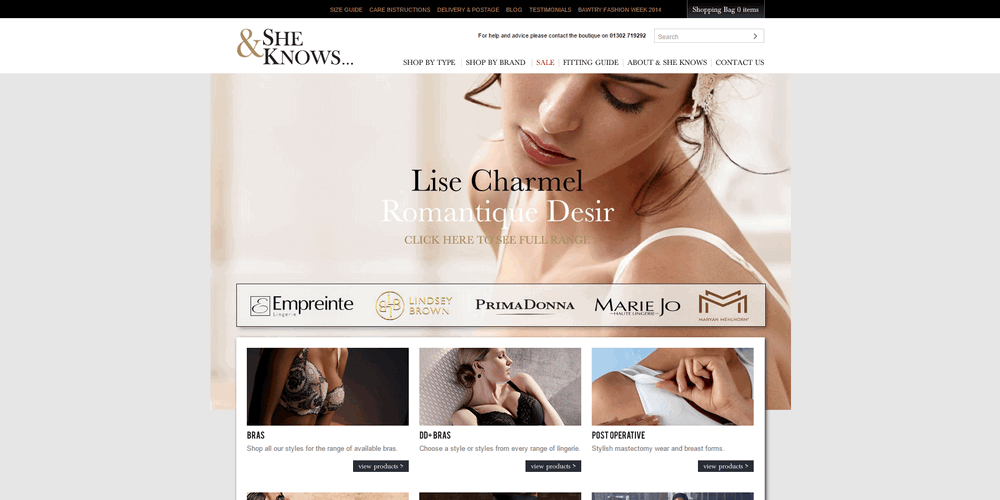 SIZE GUIDE CARE INSTRUCTIONS DELIVERY & POSTAGE BLOG TESTIMONIALS BAWTRY FASHION WEEK 2014 Shopping Bag 0 items
& SHE KNOWS...
For help and advice please contact the boutique on 01302 719292 Search >
SHOP BY TYPE | SHOP BY BRAND | SALE | FITTING GUIDE | ABOUT & SHE KNOWS | CONTACT US
Lise Charmel
Romantique Desir
CLICK HERE TO SEE FULL RANGE
E Empreinte Lingerie
LB LINDSEY BROWN
PRIMADONNA
MARIE JO —HAUTE LINGERIE—
MARYAN MEHLHORN
BRAS
Shop all our styles for the range of available bras.
view products >
DD+ BRAS
Choose a style or styles from every range of lingerie.
view products >
POST OPERATIVE
Stylish mastectomy wear and breast forms.
view products >